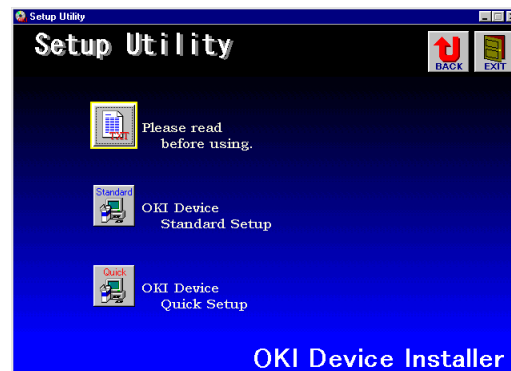 Setup Utility
Setup Utility
BACK
EXIT
TXT
Please read
before using.
Standard
OKI Device
Standard Setup
Quick
OKI Device
Quick Setup
OKI Device Installer